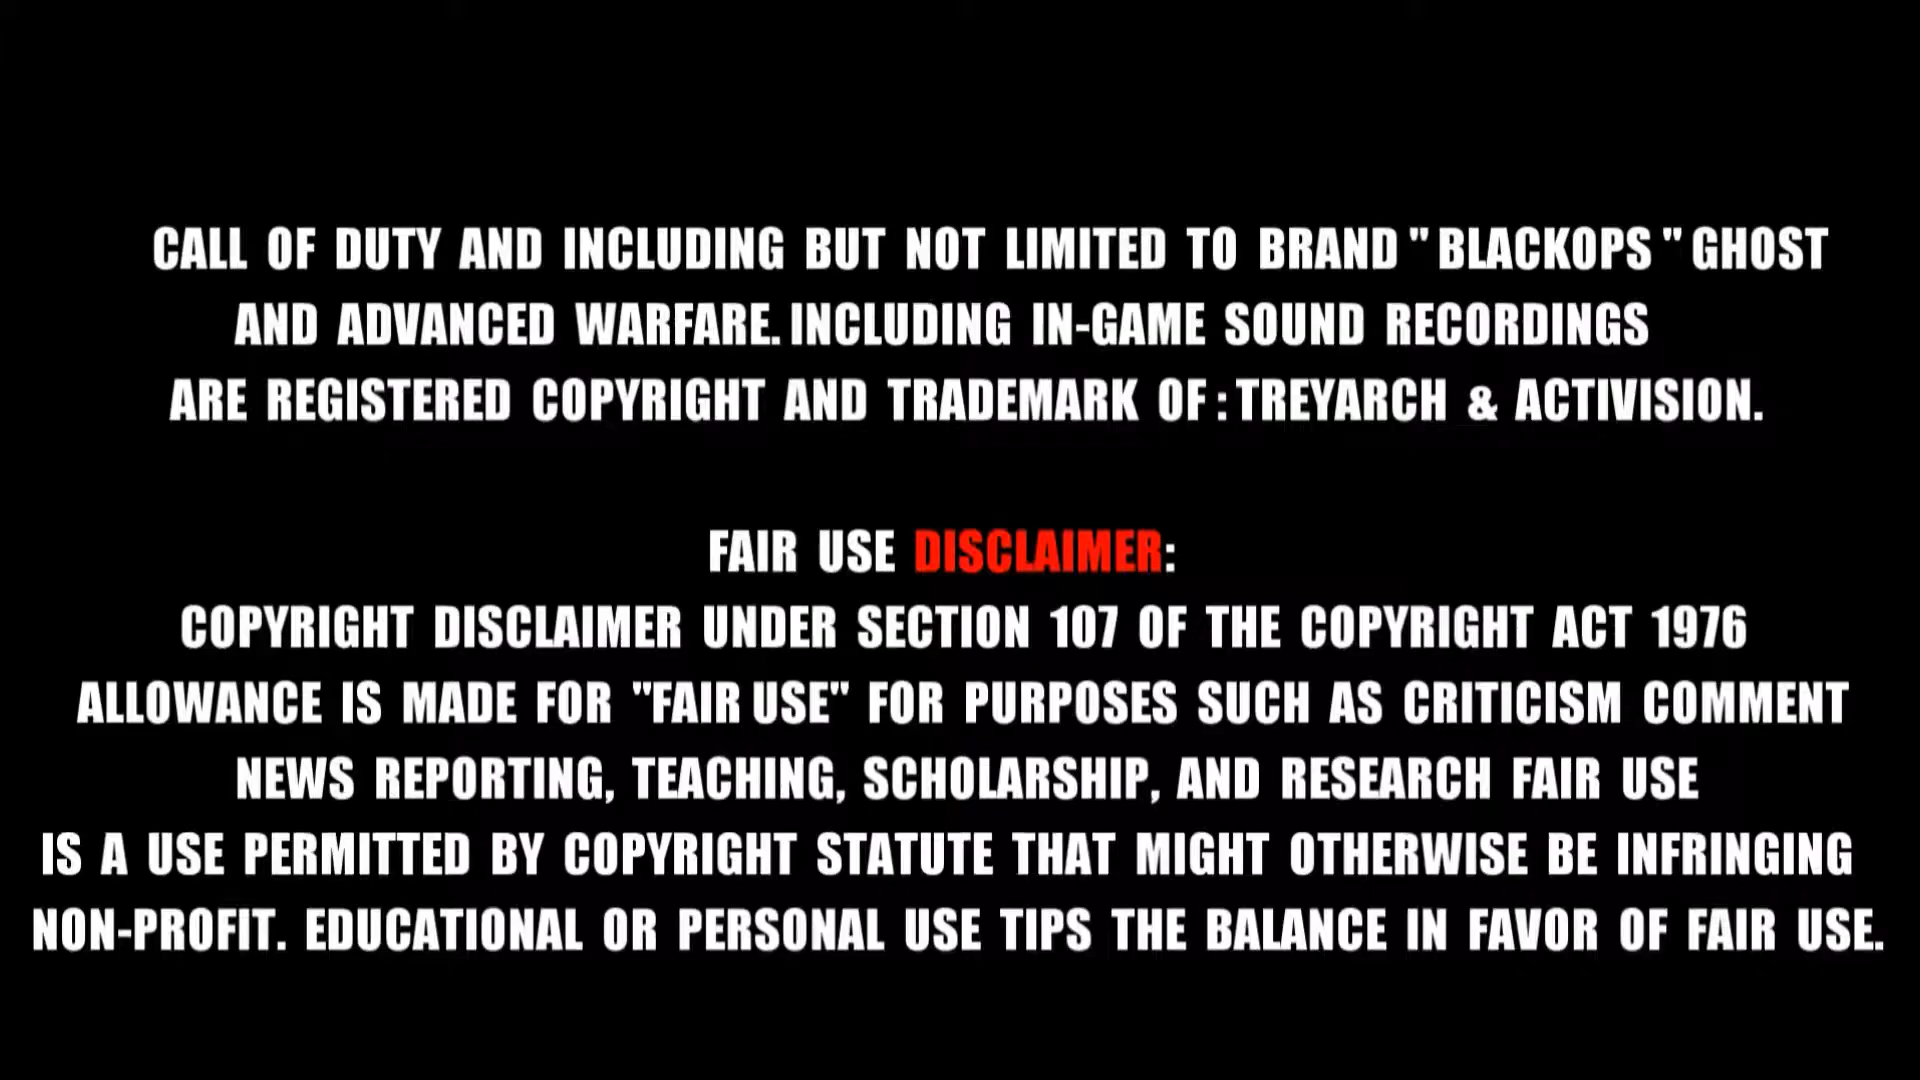 CALL OF DUTY AND INCLUDING BUT NOT LIMITED TO BRAND " BLACKOPS " GHOST
AND ADVANCED WARFARE. INCLUDING IN-GAME SOUND RECORDINGS
ARE REGISTERED COPYRIGHT AND TRADEMARK OF : TREYARCH & ACTIVISION.
FAIR USE DISCLAIMER:
COPYRIGHT DISCLAIMER UNDER SECTION 107 OF THE COPYRIGHT ACT 1976
ALLOWANCE IS MADE FOR "FAIR USE" FOR PURPOSES SUCH AS CRITICISM COMMENT
NEWS REPORTING, TEACHING, SCHOLARSHIP, AND RESEARCH FAIR USE
IS A USE PERMITTED BY COPYRIGHT STATUTE THAT MIGHT OTHERWISE BE INFRINGING
NON-PROFIT. EDUCATIONAL OR PERSONAL USE TIPS THE BALANCE IN FAVOR OF FAIR USE.